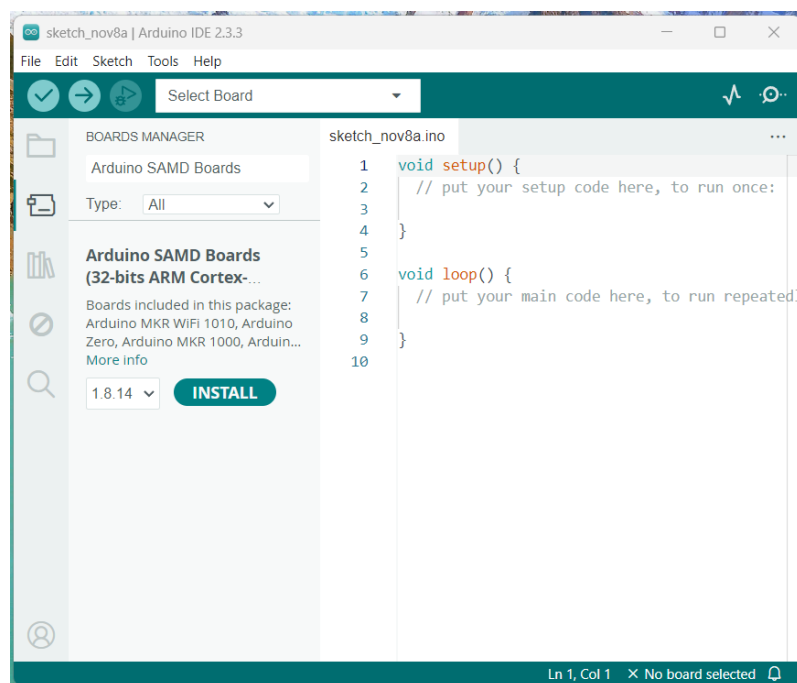 sketch_nov8a | Arduino IDE 2.3.3
File Edit Sketch Tools Help
Select Board
BOARDS MANAGER
Arduino SAMD Boards
Type: All
Arduino SAMD Boards
(32-bits ARM Cortex-...
Boards included in this package:
Arduino MKR WiFi 1010, Arduino
Zero, Arduino MKR 1000, Arduin...
More info
1.8.14 INSTALL
sketch_nov8a.ino
1 void setup() {
2 // put your setup code here, to run once:
3
4 }
5
6 void loop() {
7 // put your main code here, to run repeatedl
8
9 }
10
Ln 1, Col 1 × No board selected